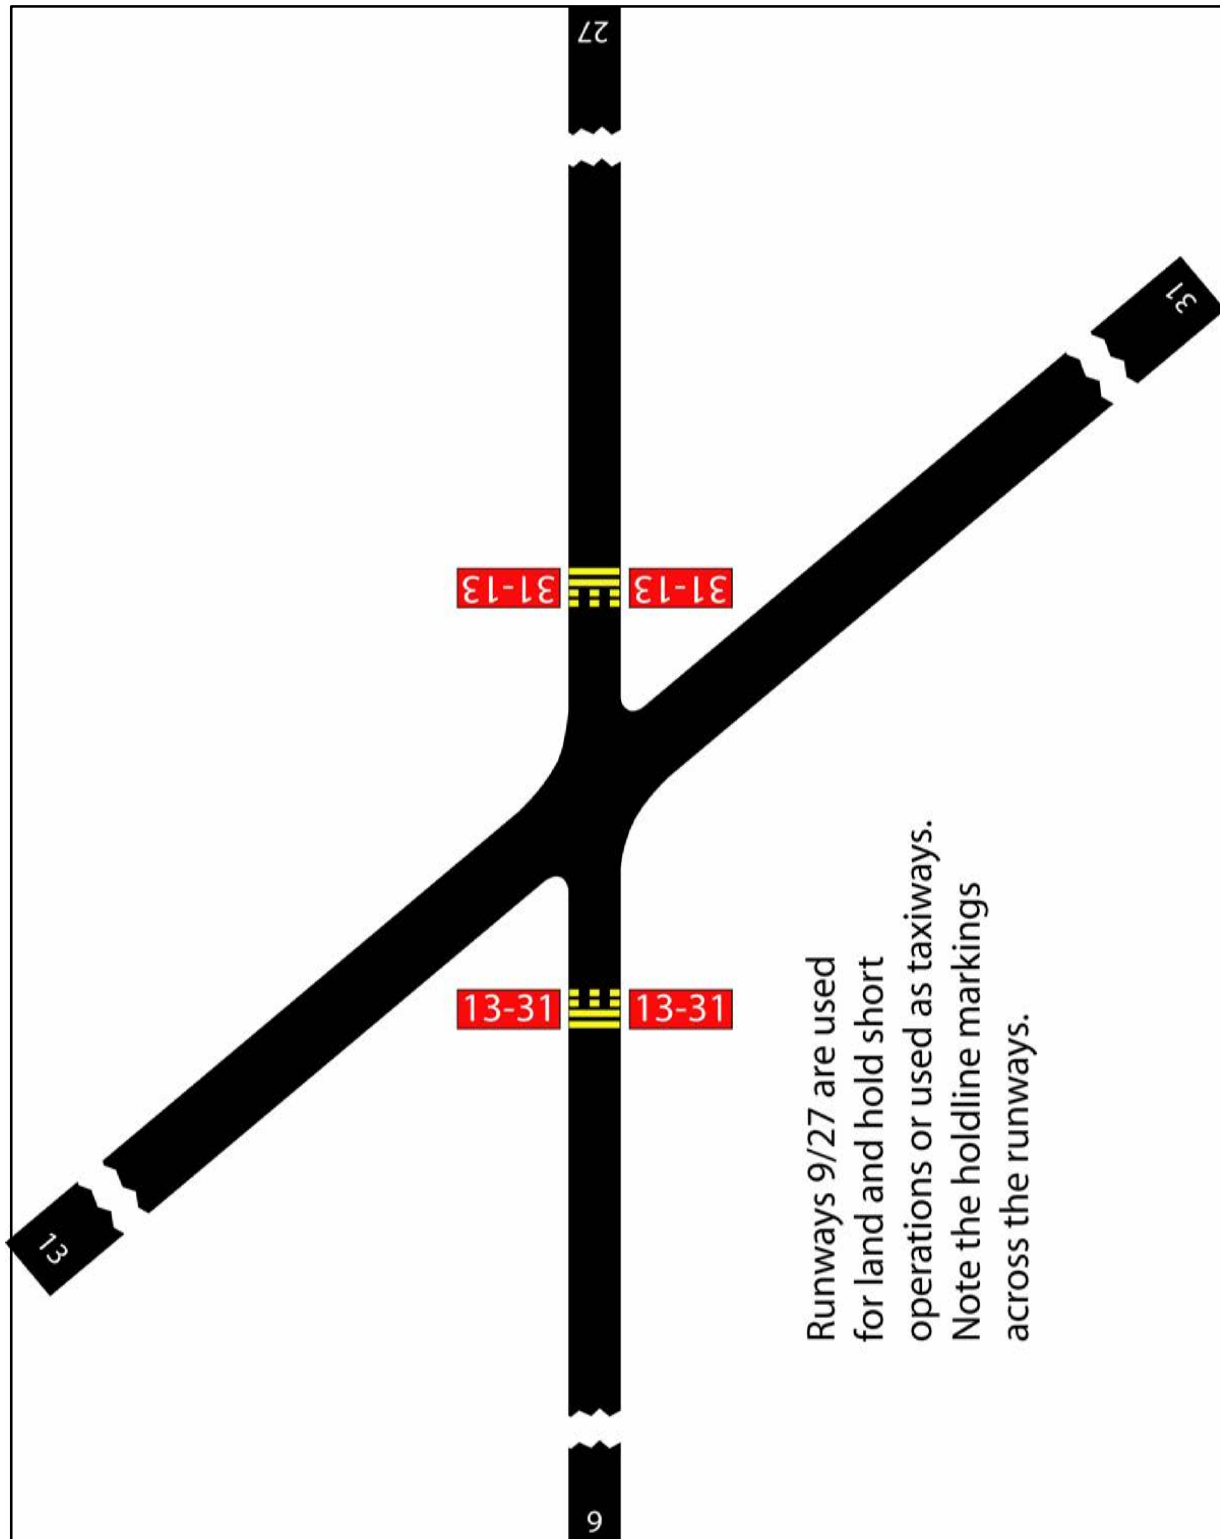 27
31
31-13
31-13
13-31
13-31
13
9
Runways 9/27 are used
for land and hold short
operations or used as taxiways.
Note the holdline markings
across the runways.